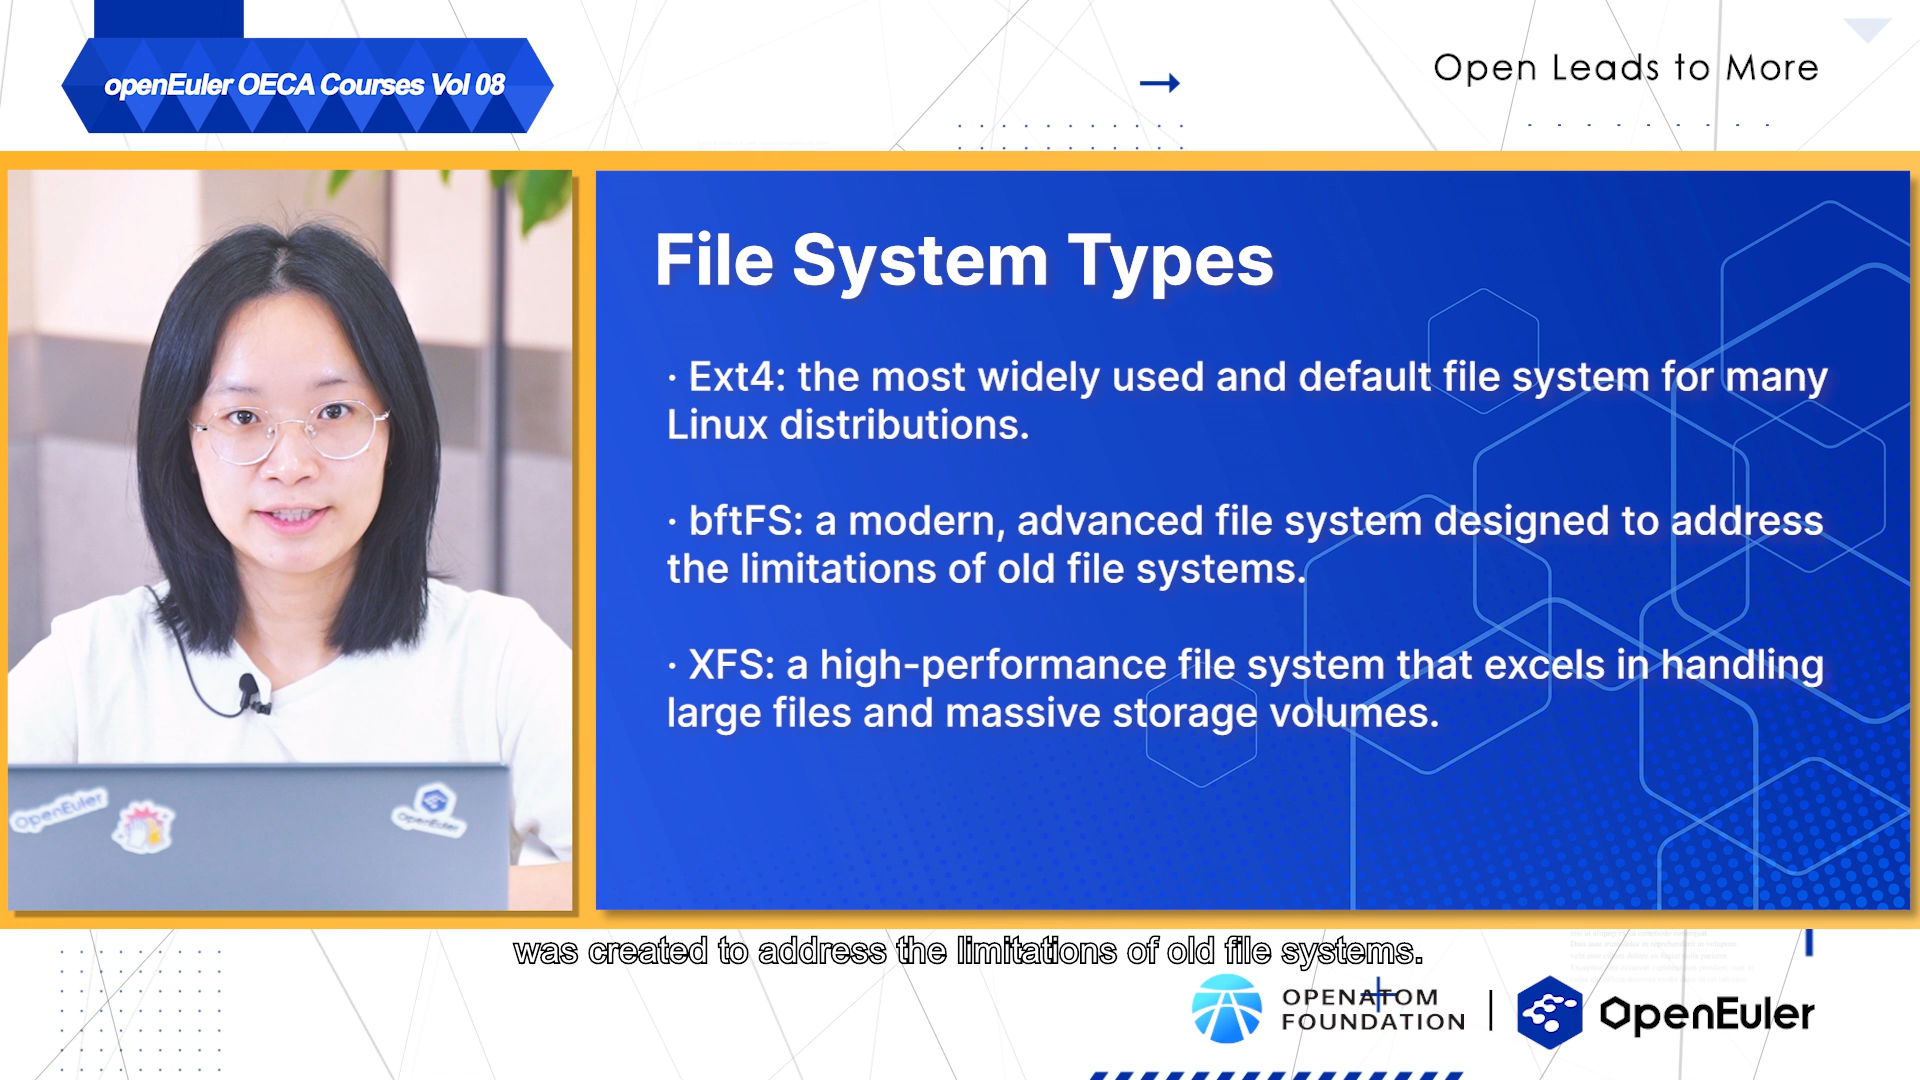 openEuler OECA Courses Vol 08
Open Leads to More
File System Types
· Ext4: the most widely used and default file system for many
Linux distributions.
· bftFS: a modern, advanced file system designed to address
the limitations of old file systems.
· XFS: a high-performance file system that excels in handling
large files and massive storage volumes.
OpenEuler
OpenEuler
was created to address the limitations of old file systems.
OPENATOM
FOUNDATION
OpenEuler